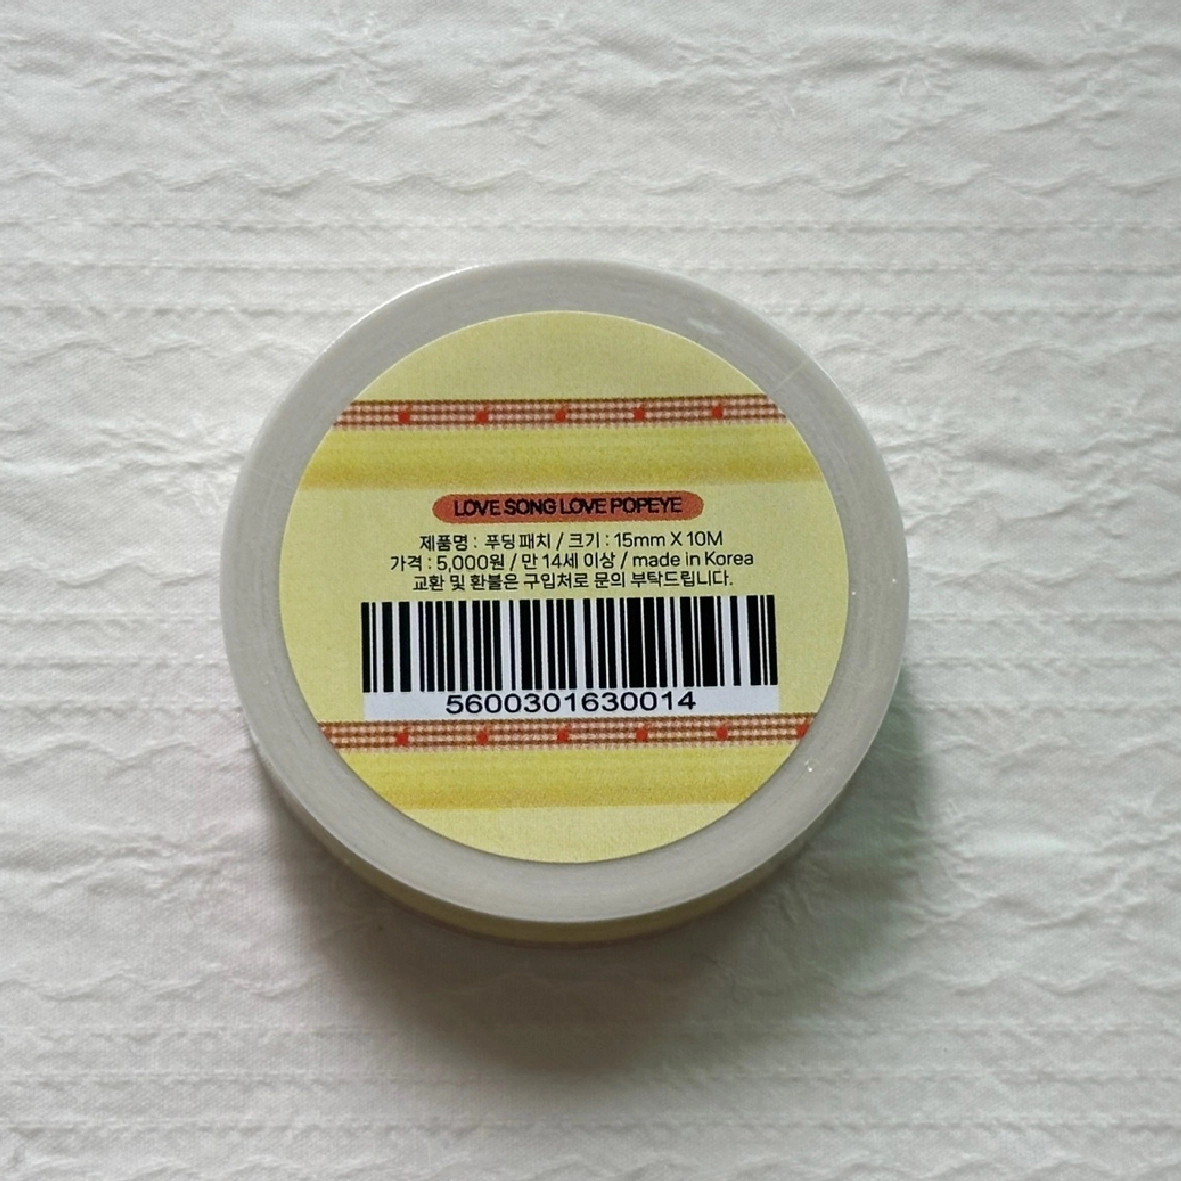 LOVE SONG LOVE POPEYE
제품명 : 푸딩 패치 / 크기 : 15mm X 10M
가격 : 5,000원 / 만 14세 이상 / made in Korea
교환 및 환불은 구입처로 문의 부탁드립니다.
5600301630014